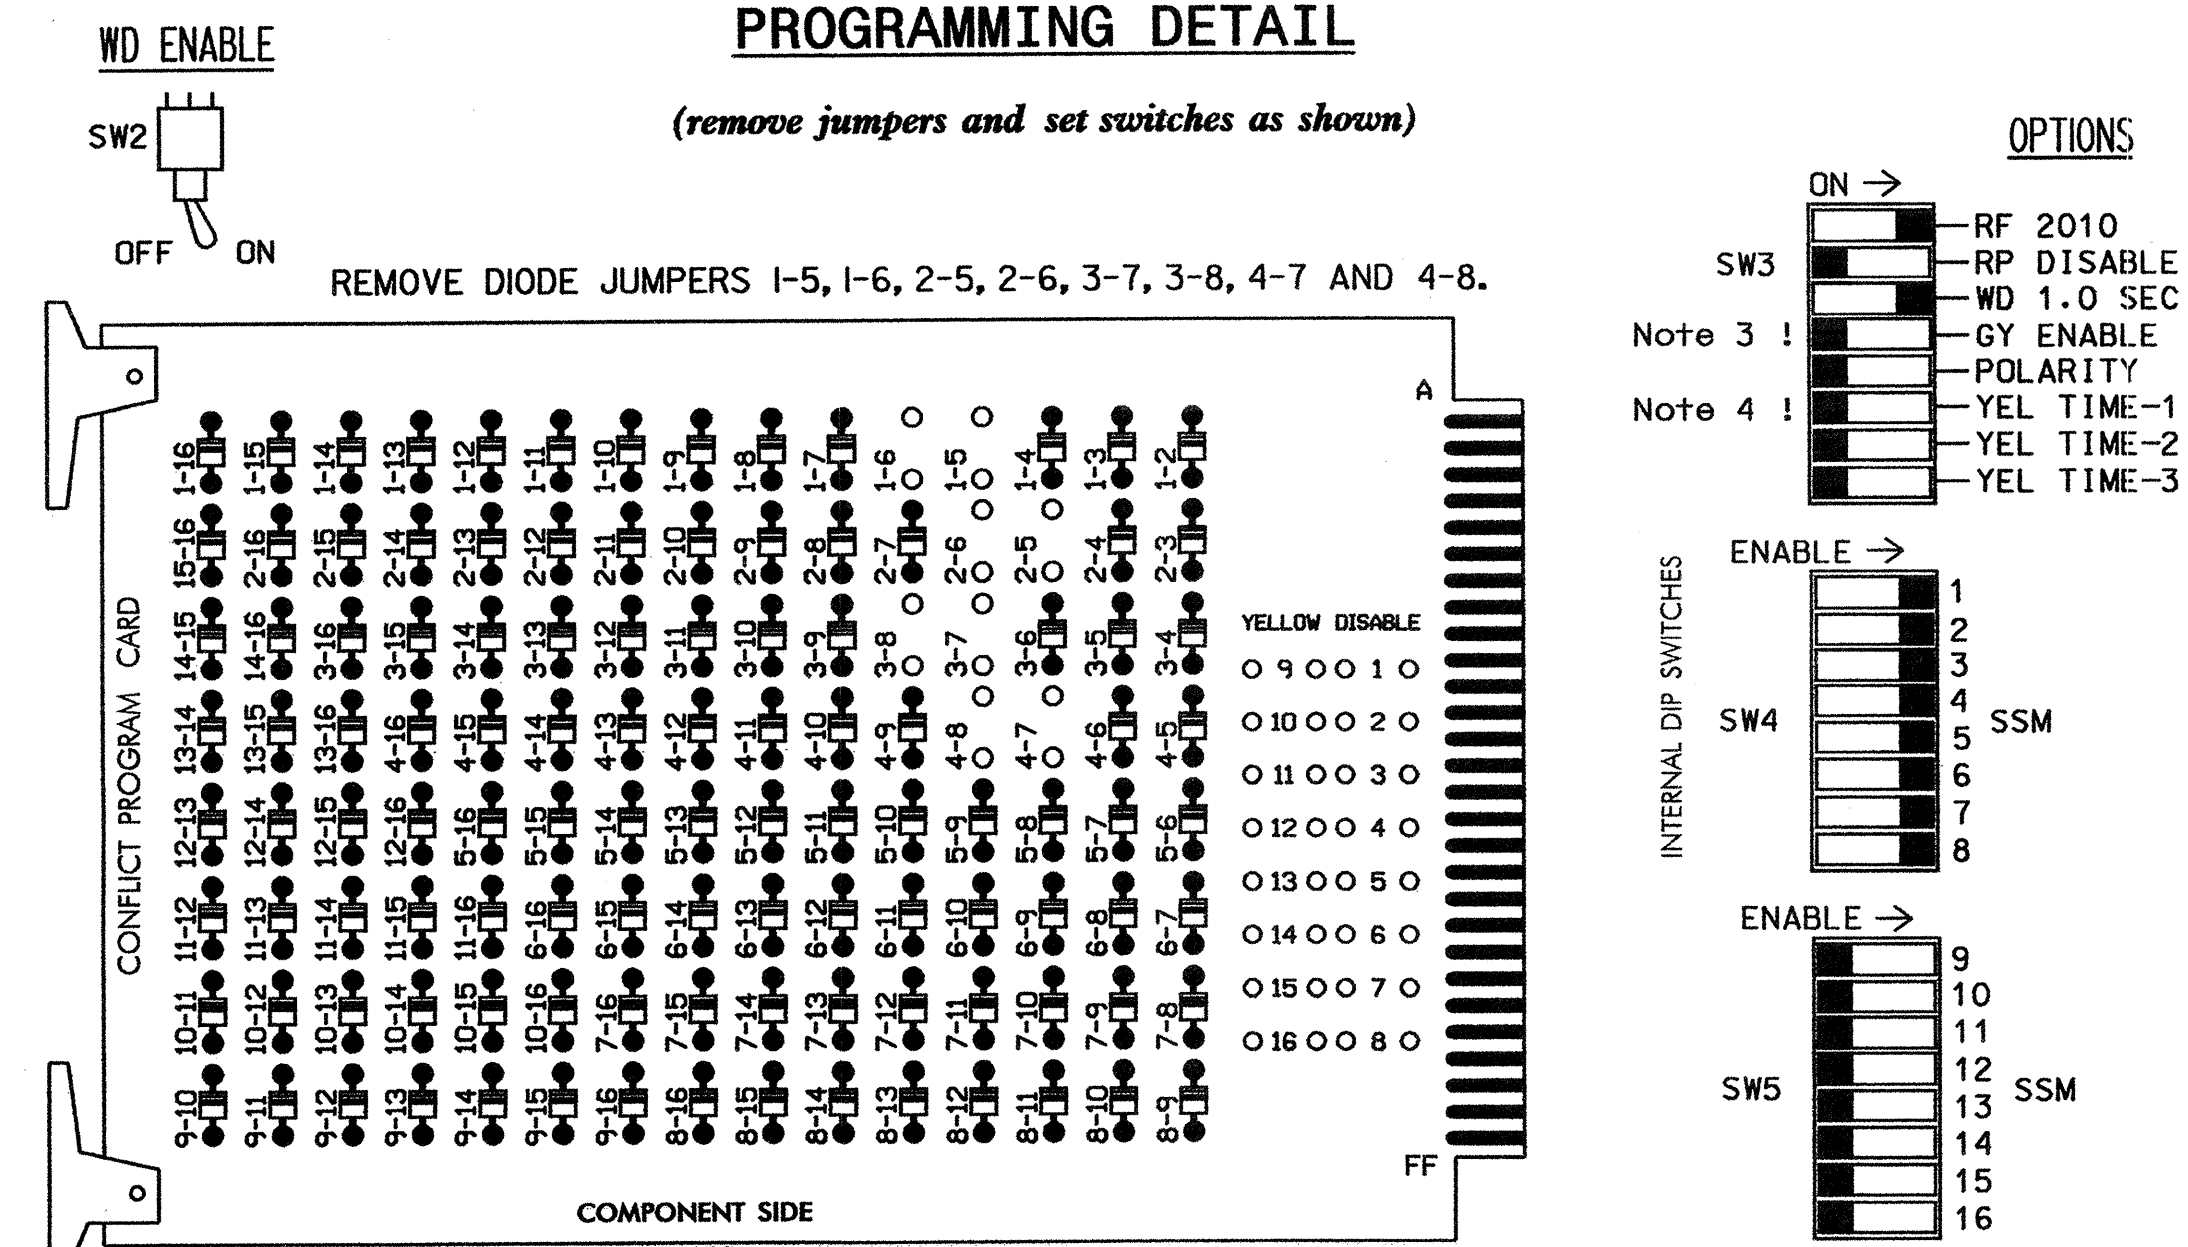 PROGRAMMING DETAIL
WD ENABLE
(remove jumpers and set switches as shown)
SW2
OFF ON
REMOVE DIODE JUMPERS 1-5, 1-6, 2-5, 2-6, 3-7, 3-8, 4-7 AND 4-8.
A
1-16 1-15 1-14 1-13 1-12 1-11 1-10 1-9 1-8 1-7 1-6 1-5 1-4 1-3 1-2
15-16 2-16 2-15 2-14 2-13 2-12 2-11 2-10 2-9 2-8 2-7 2-6 2-5 2-4 2-3
14-15 14-16 3-16 3-15 3-14 3-13 3-12 3-11 3-10 3-9 3-8 3-7 3-6 3-5 3-4
13-14 13-15 13-16 4-16 4-15 4-14 4-13 4-12 4-11 4-10 4-9 4-8 4-7 4-6 4-5
12-13 12-14 12-15 12-16 5-16 5-15 5-14 5-13 5-12 5-11 5-10 5-9 5-8 5-7 5-6
11-12 11-13 11-14 11-15 11-16 6-16 6-15 6-14 6-13 6-12 6-11 6-10 6-9 6-8 6-7
10-11 10-12 10-13 10-14 10-15 10-16 7-16 7-15 7-14 7-13 7-12 7-11 7-10 7-9 7-8
9-10 9-11 9-12 9-13 9-14 9-15 9-16 8-16 8-15 8-14 8-13 8-12 8-11 8-10 8-9
CONFLICT PROGRAM CARD
YELLOW DISABLE
9 1
10 2
11 3
12 4
13 5
14 6
15 7
16 8
FF
COMPONENT SIDE
OPTIONS
ON →
RF 2010
SW3
RP DISABLE
WD 1.0 SEC
Note 3 !
GY ENABLE
POLARITY
Note 4 !
YEL TIME-1
YEL TIME-2
YEL TIME-3
INTERNAL DIP SWITCHES
ENABLE →
1
2
3
4
SW4
SSM
5
6
7
8
ENABLE →
9
10
11
12
SW5
SSM
13
14
15
16